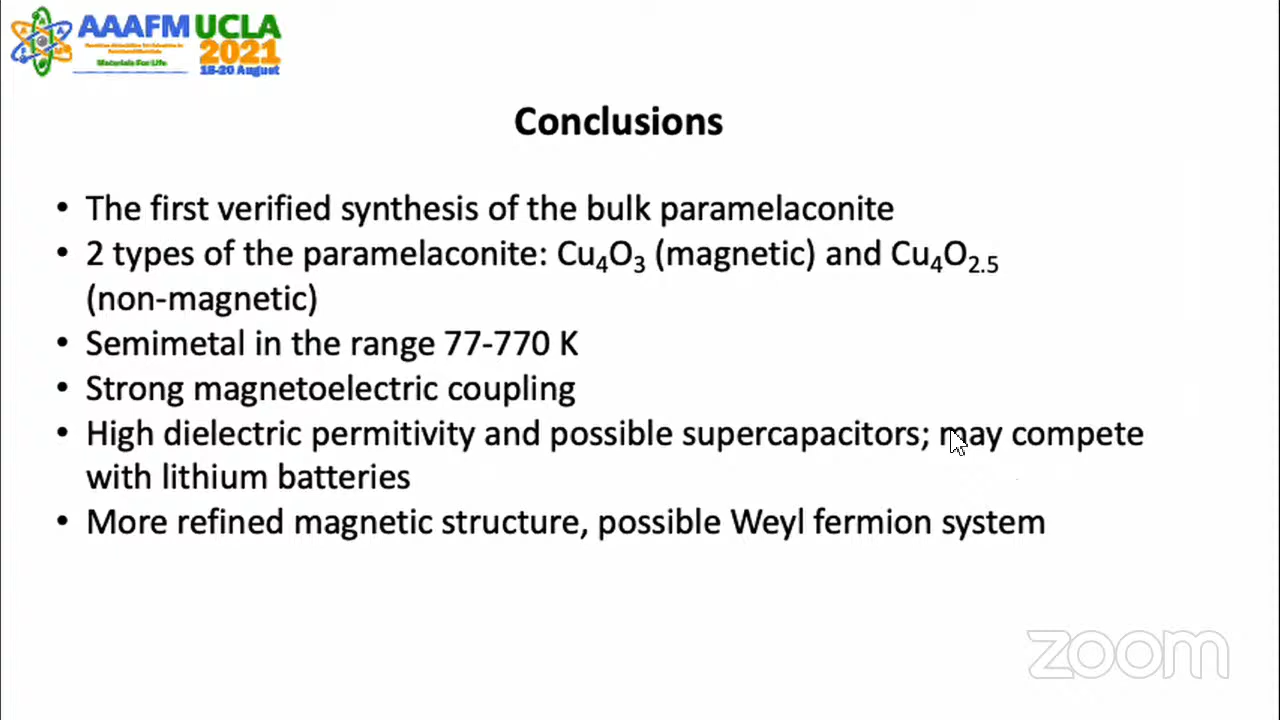 AAAFM UCLA
2021
Materials For Life
18-20 August
Conclusions
• The first verified synthesis of the bulk paramelaconite
• 2 types of the paramelaconite: Cu₄O₃ (magnetic) and Cu₄O₂.₅
(non-magnetic)
• Semimetal in the range 77-770 K
• Strong magnetoelectric coupling
• High dielectric permitivity and possible supercapacitors; may compete
with lithium batteries
• More refined magnetic structure, possible Weyl fermion system
zoom